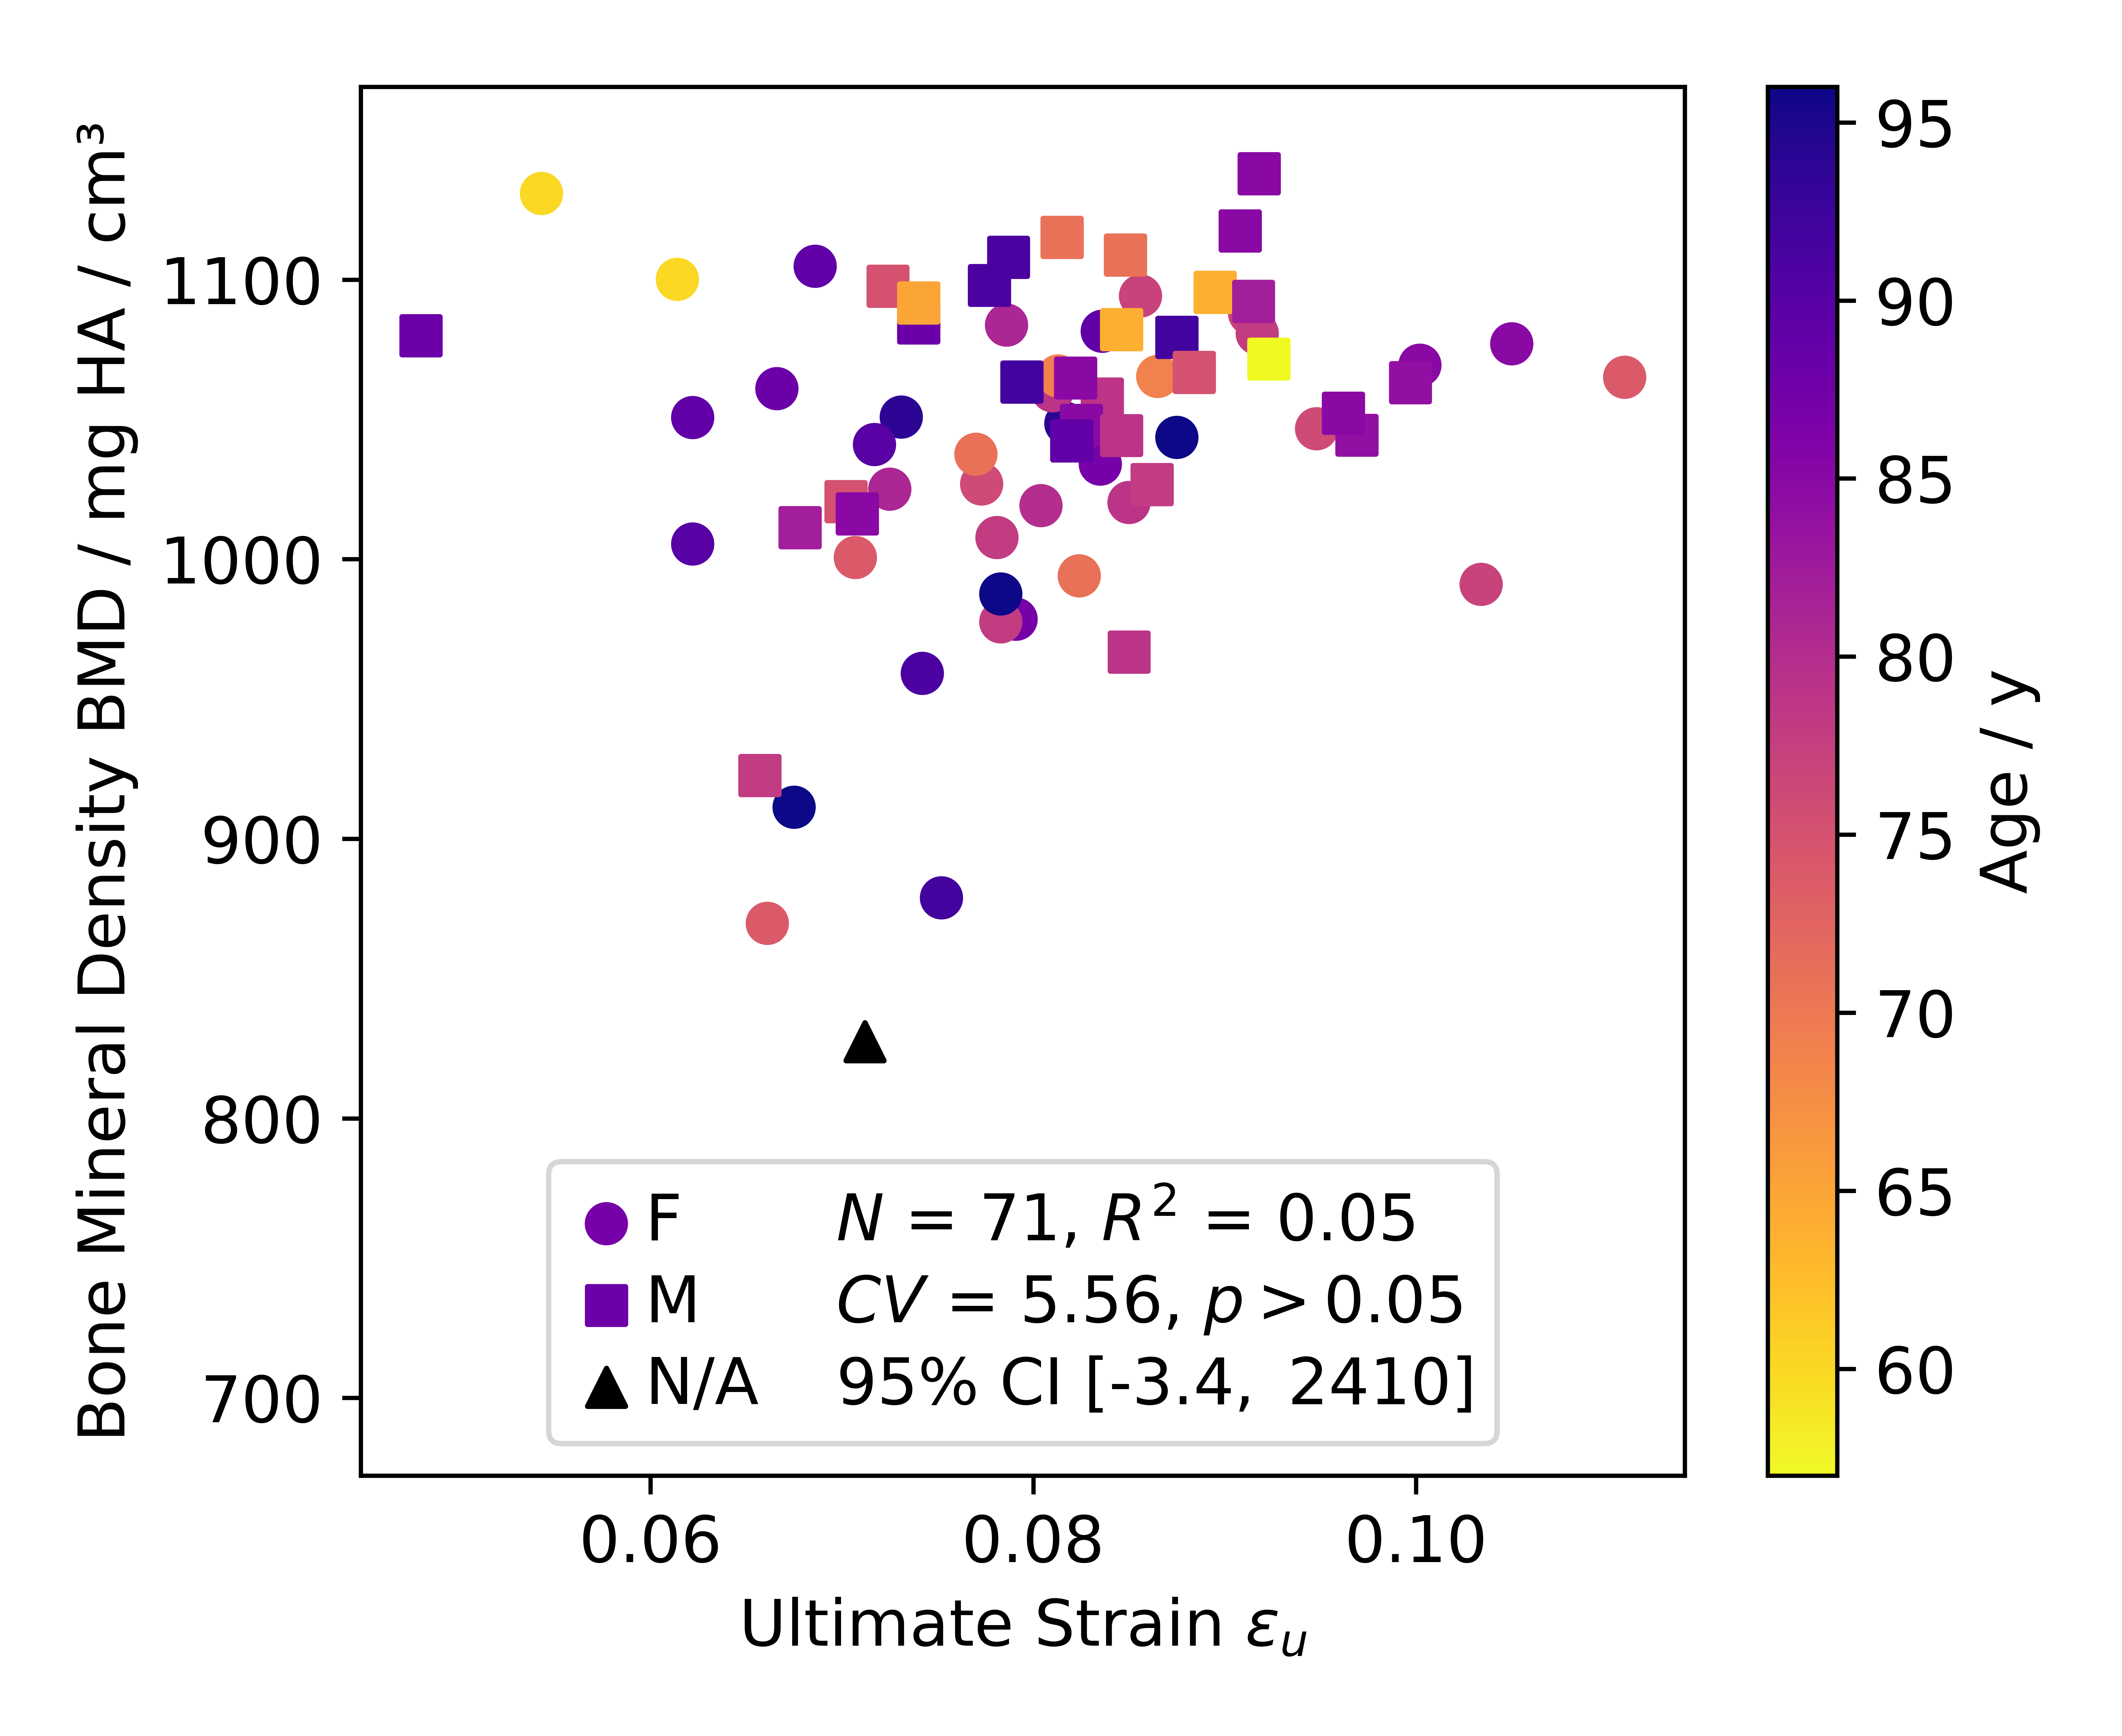 Bone Mineral Density BMD / mg HA / cm³
1100
1000
900
800
700
F
M
N/A
N = 71, R² = 0.05
CV = 5.56, p > 0.05
95% CI [-3.4, 2410]
0.06 0.08 0.10
Ultimate Strain εᵤ
95
90
85
80
75
70
65
60
Age / y